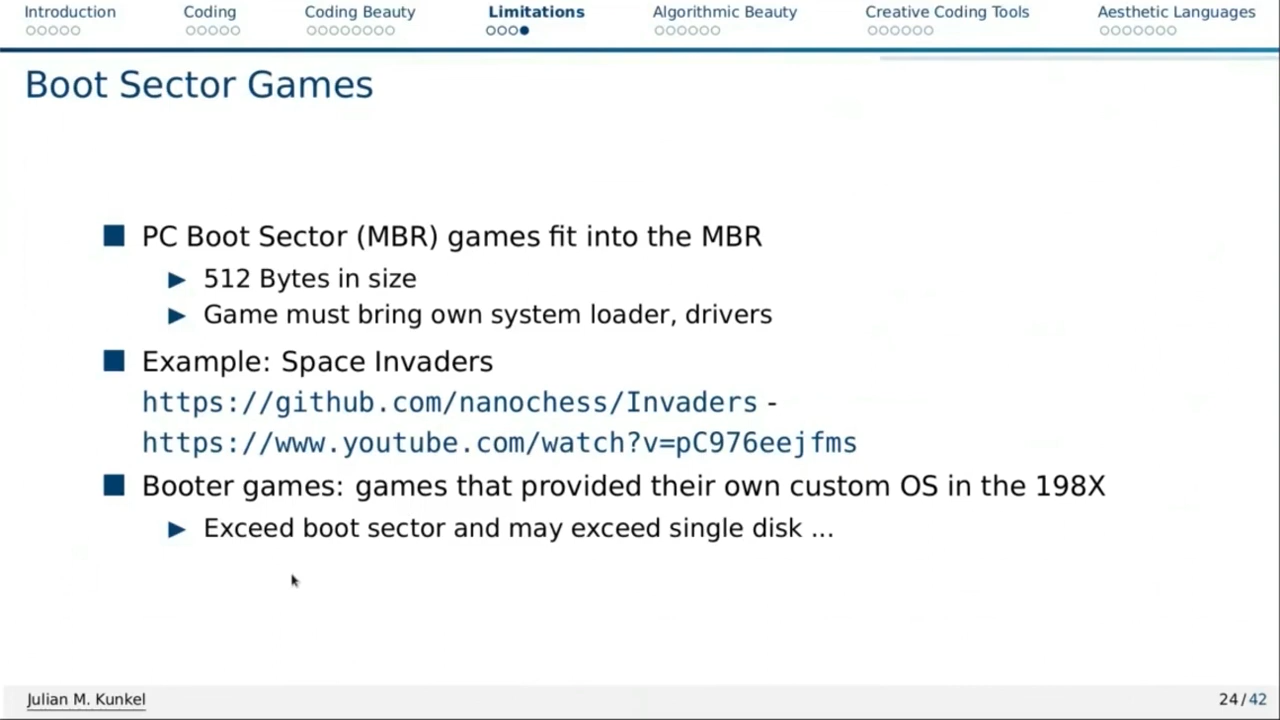 Introduction Coding Coding Beauty Limitations Algorithmic Beauty Creative Coding Tools Aesthetic Languages
Boot Sector Games
PC Boot Sector (MBR) games fit into the MBR
512 Bytes in size
Game must bring own system loader, drivers
Example: Space Invaders
https://github.com/nanochess/Invaders -
https://www.youtube.com/watch?v=pC976eejfms
Booter games: games that provided their own custom OS in the 198X
Exceed boot sector and may exceed single disk ...
Julian M. Kunkel 24/42